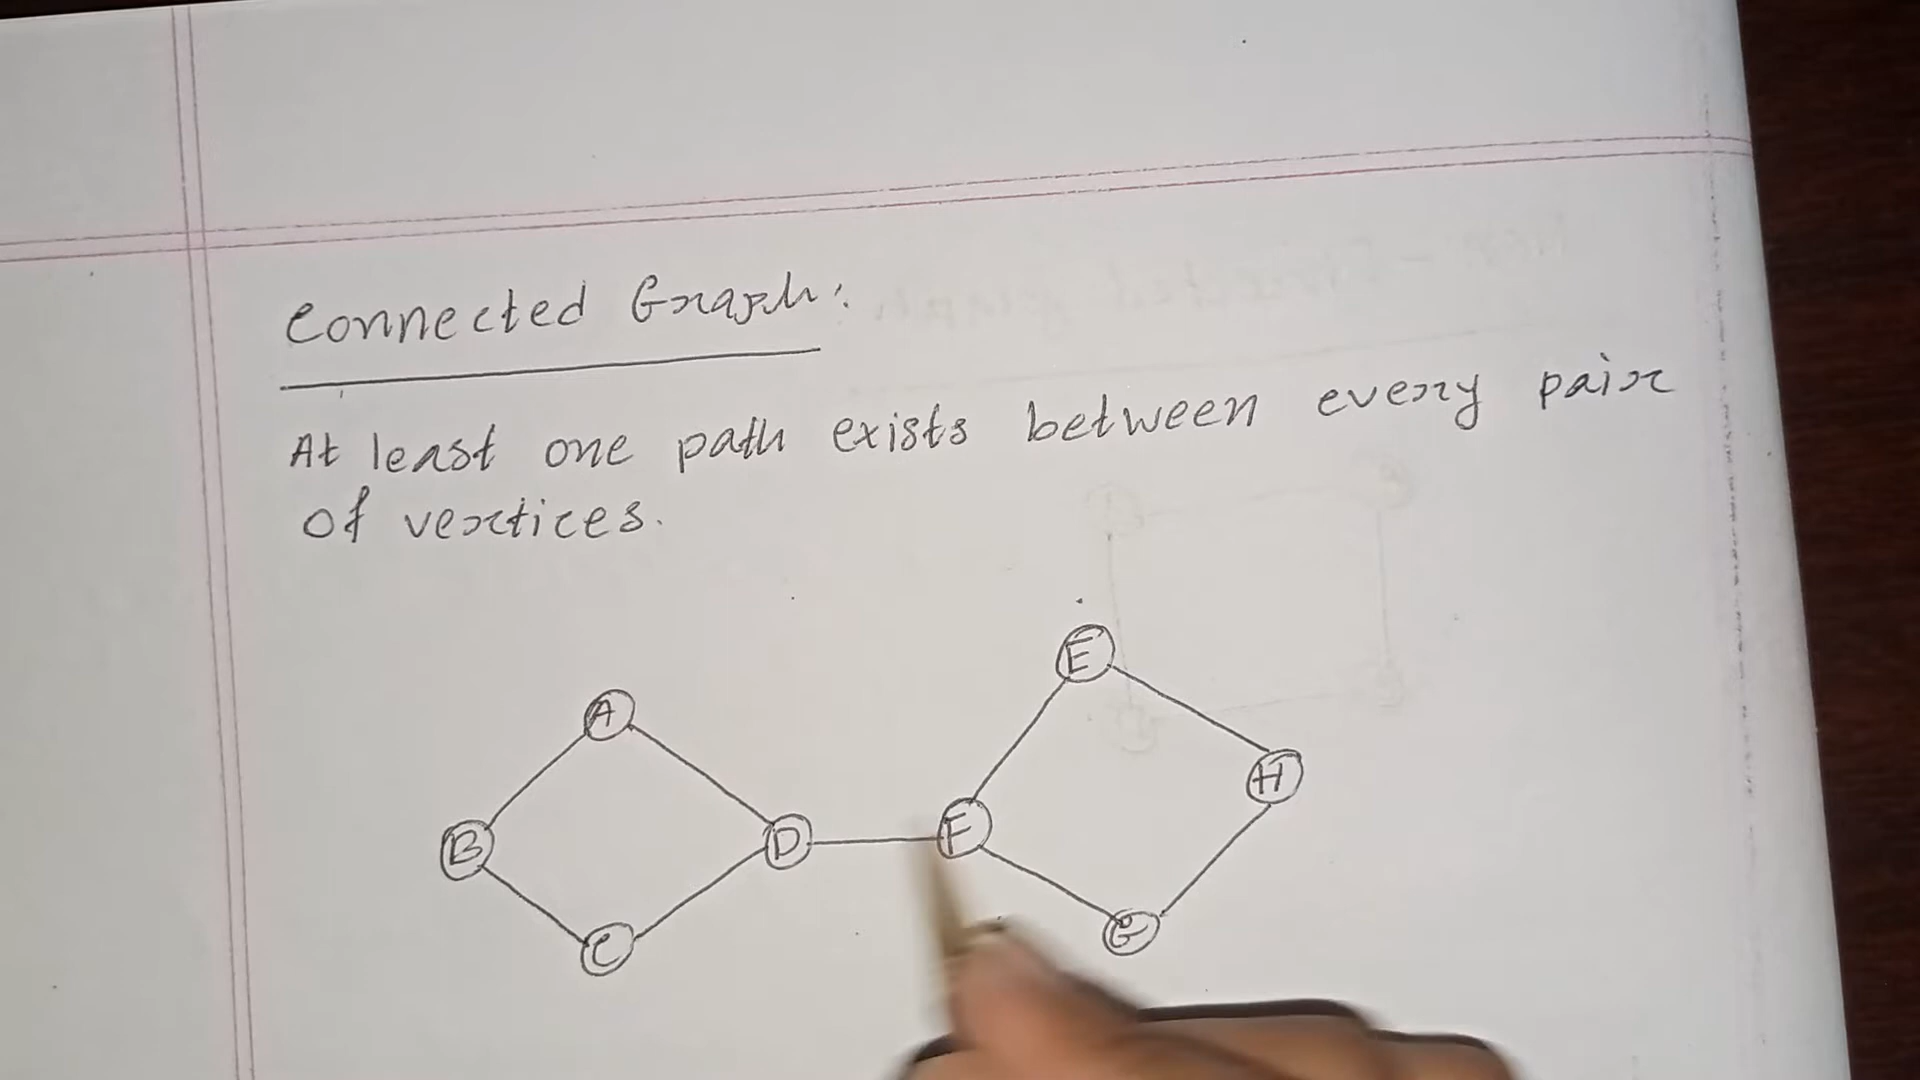 Connected Graph:
At least one path exists between every pair
of vertices.
E
A
H
B
D
F
C
G